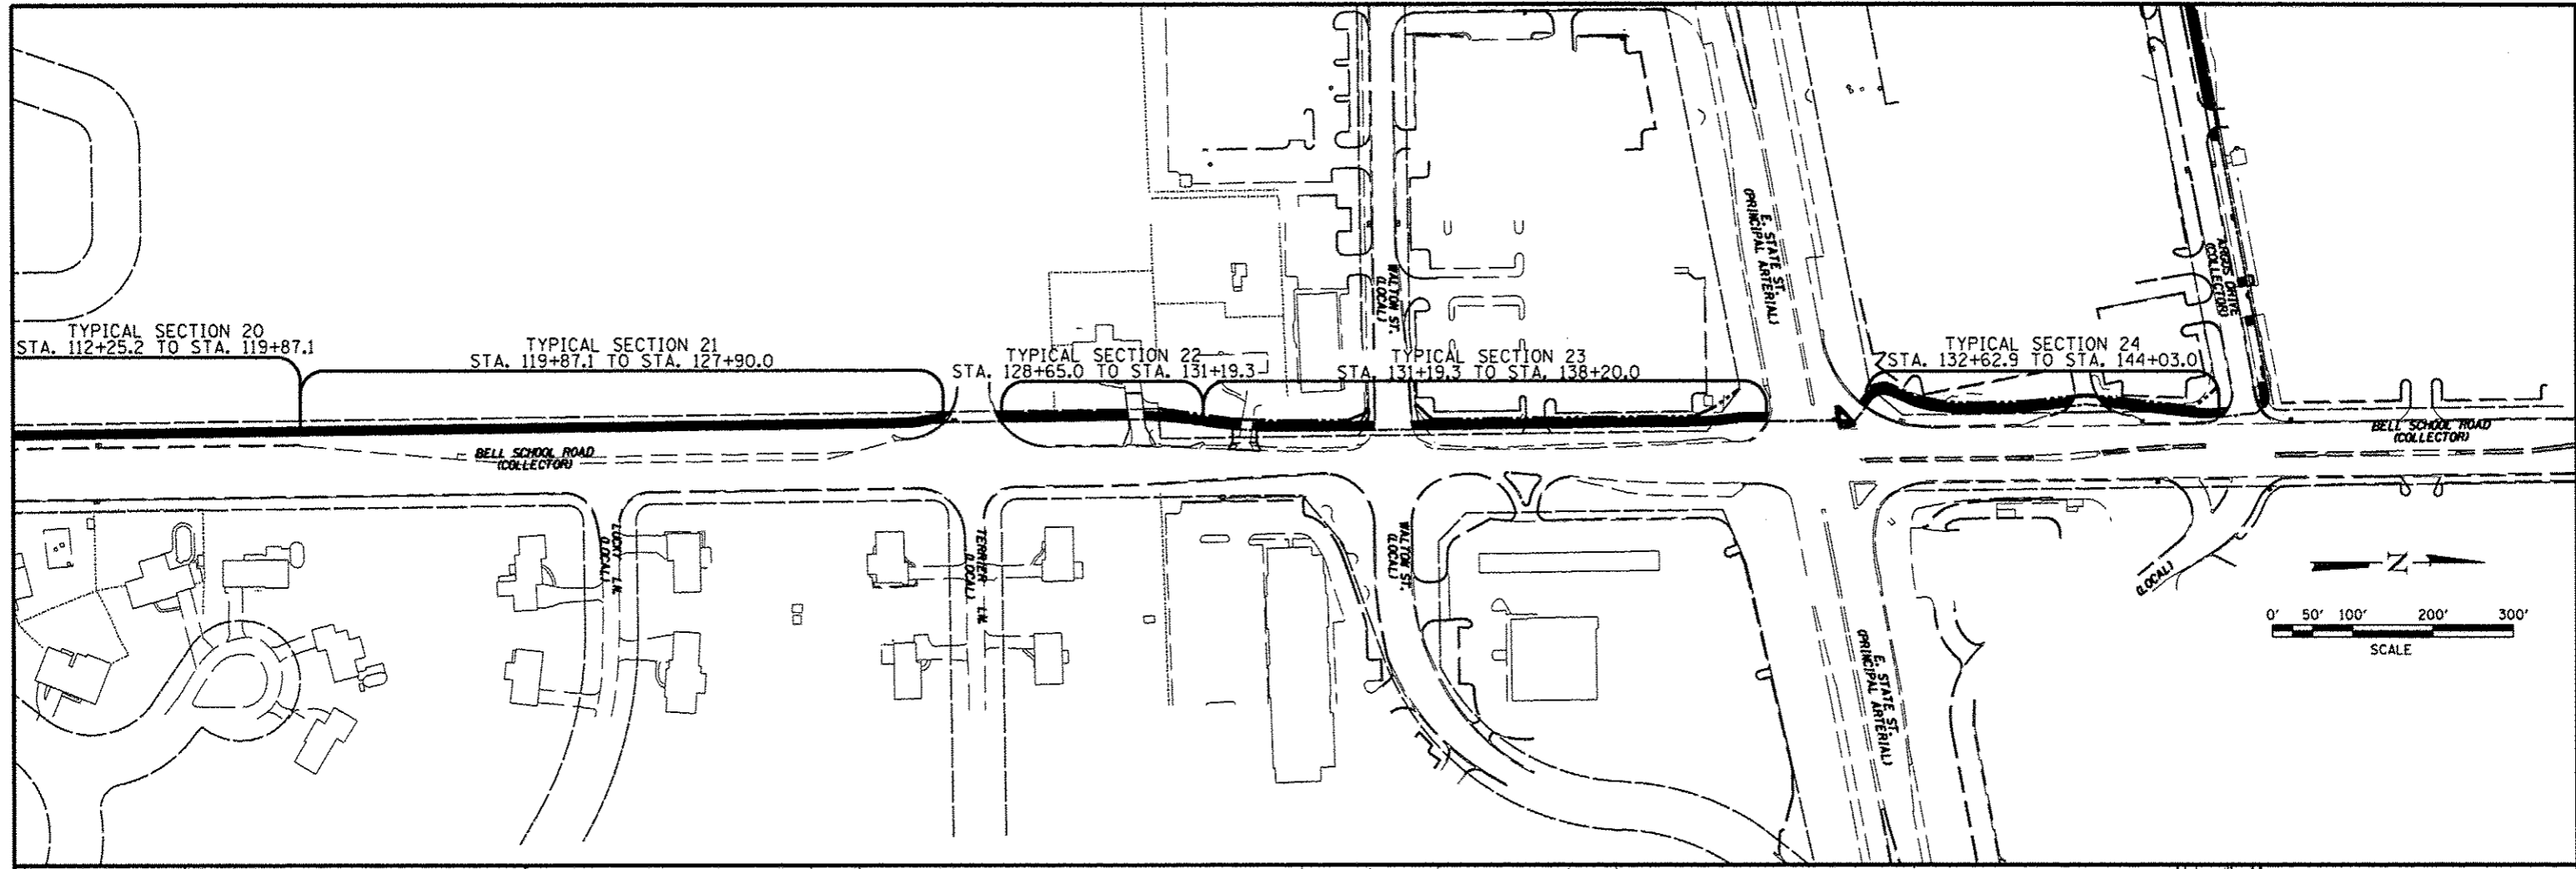 TYPICAL SECTION 20
STA. 112+25.2 TO STA. 119+87.1
TYPICAL SECTION 21
STA. 119+87.1 TO STA. 127+90.0
TYPICAL SECTION 22
STA. 128+65.0 TO STA. 131+19.3
TYPICAL SECTION 23
STA. 131+19.3 TO STA. 138+20.0
TYPICAL SECTION 24
STA. 132+62.9 TO STA. 144+03.0
WALTON ST.
(LOCAL)
E. STATE ST.
(PRINCIPAL ARTERIAL)
ARGUS DRIVE
(COLLECTOR)
BELL SCHOOL ROAD
(COLLECTOR)
BELL SCHOOL ROAD
(COLLECTOR)
LUCKY LN.
(LOCAL)
TERRIER LN.
(LOCAL)
WALTON ST.
(LOCAL)
E. STATE ST.
(PRINCIPAL ARTERIAL)
(LOCAL)
N
0' 50' 100' 200' 300'
SCALE